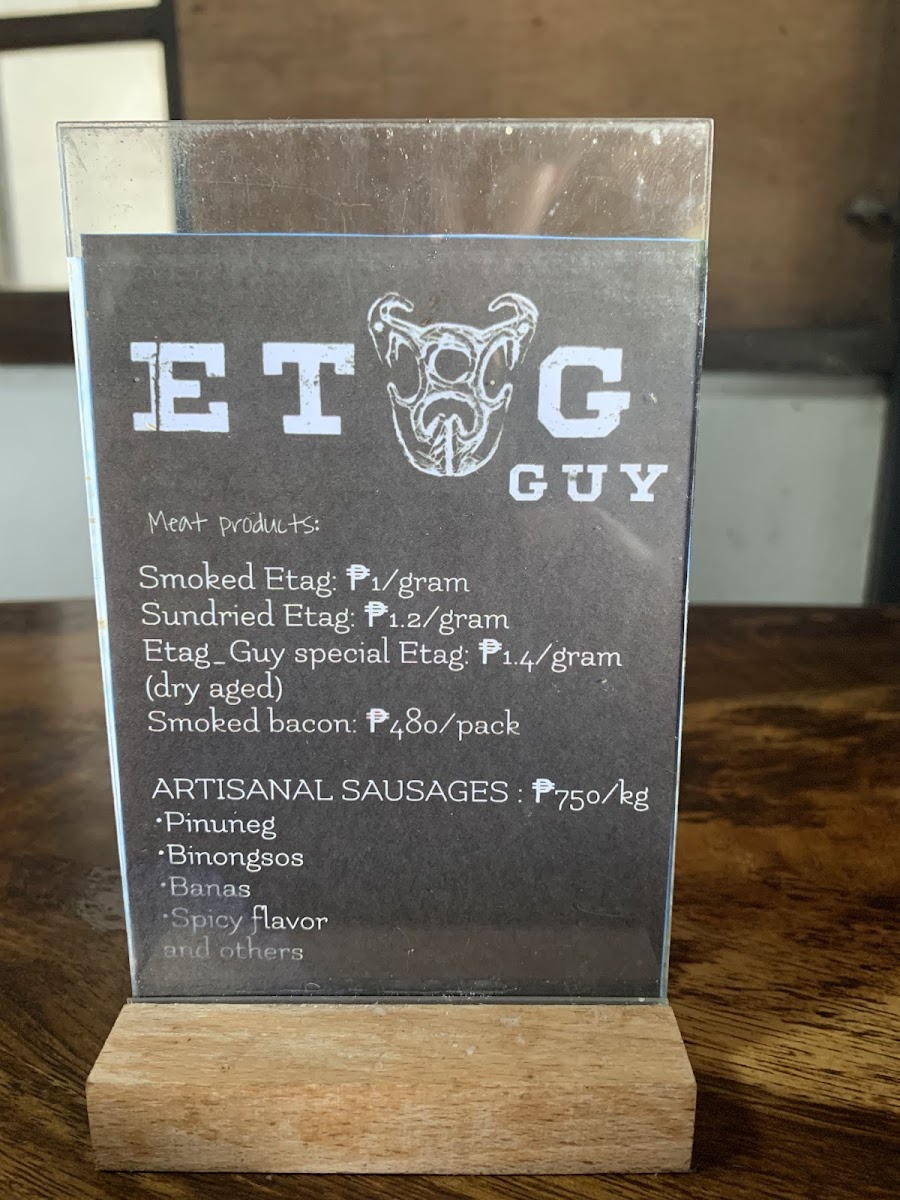 ETAG
GUY
Meat products:
Smoked Etag: ₱1/gram
Sundried Etag: ₱1.2/gram
Etag_Guy special Etag: ₱1.4/gram
(dry aged)
Smoked bacon: ₱480/pack
ARTISANAL SAUSAGES : ₱750/kg
•Pinuneg
•Binongsos
•Banas
•Spicy flavor
and others